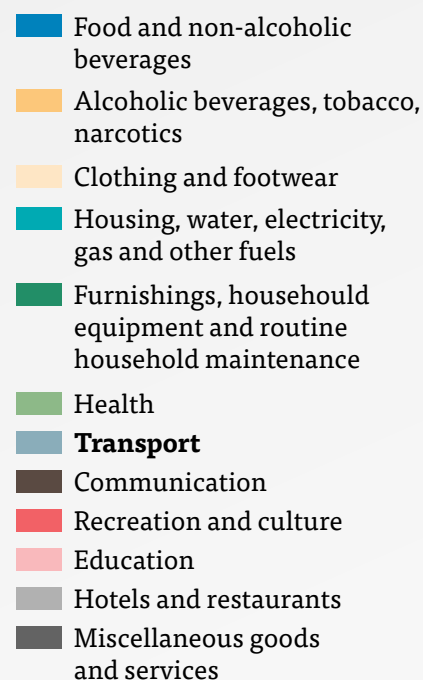 Food and non-alcoholic
beverages
Alcoholic beverages, tobacco,
narcotics
Clothing and footwear
Housing, water, electricity,
gas and other fuels
Furnishings, househould
equipment and routine
household maintenance
Health
Transport
Communication
Recreation and culture
Education
Hotels and restaurants
Miscellaneous goods
and services